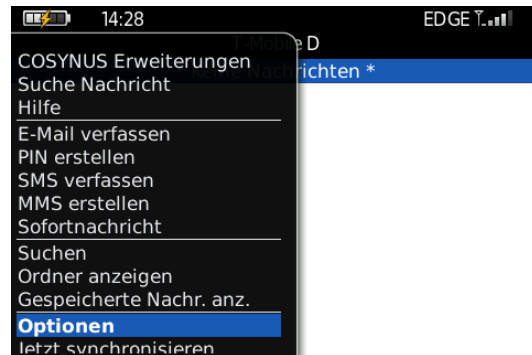 14:28 EDGE
T-Mobile D
COSYNUS Erweiterungen
Keine Nachrichten *
Suche Nachricht
Hilfe
E-Mail verfassen
PIN erstellen
SMS verfassen
MMS erstellen
Sofortnachricht
Suchen
Ordner anzeigen
Gespeicherte Nachr. anz.
Optionen
Jetzt synchronisieren